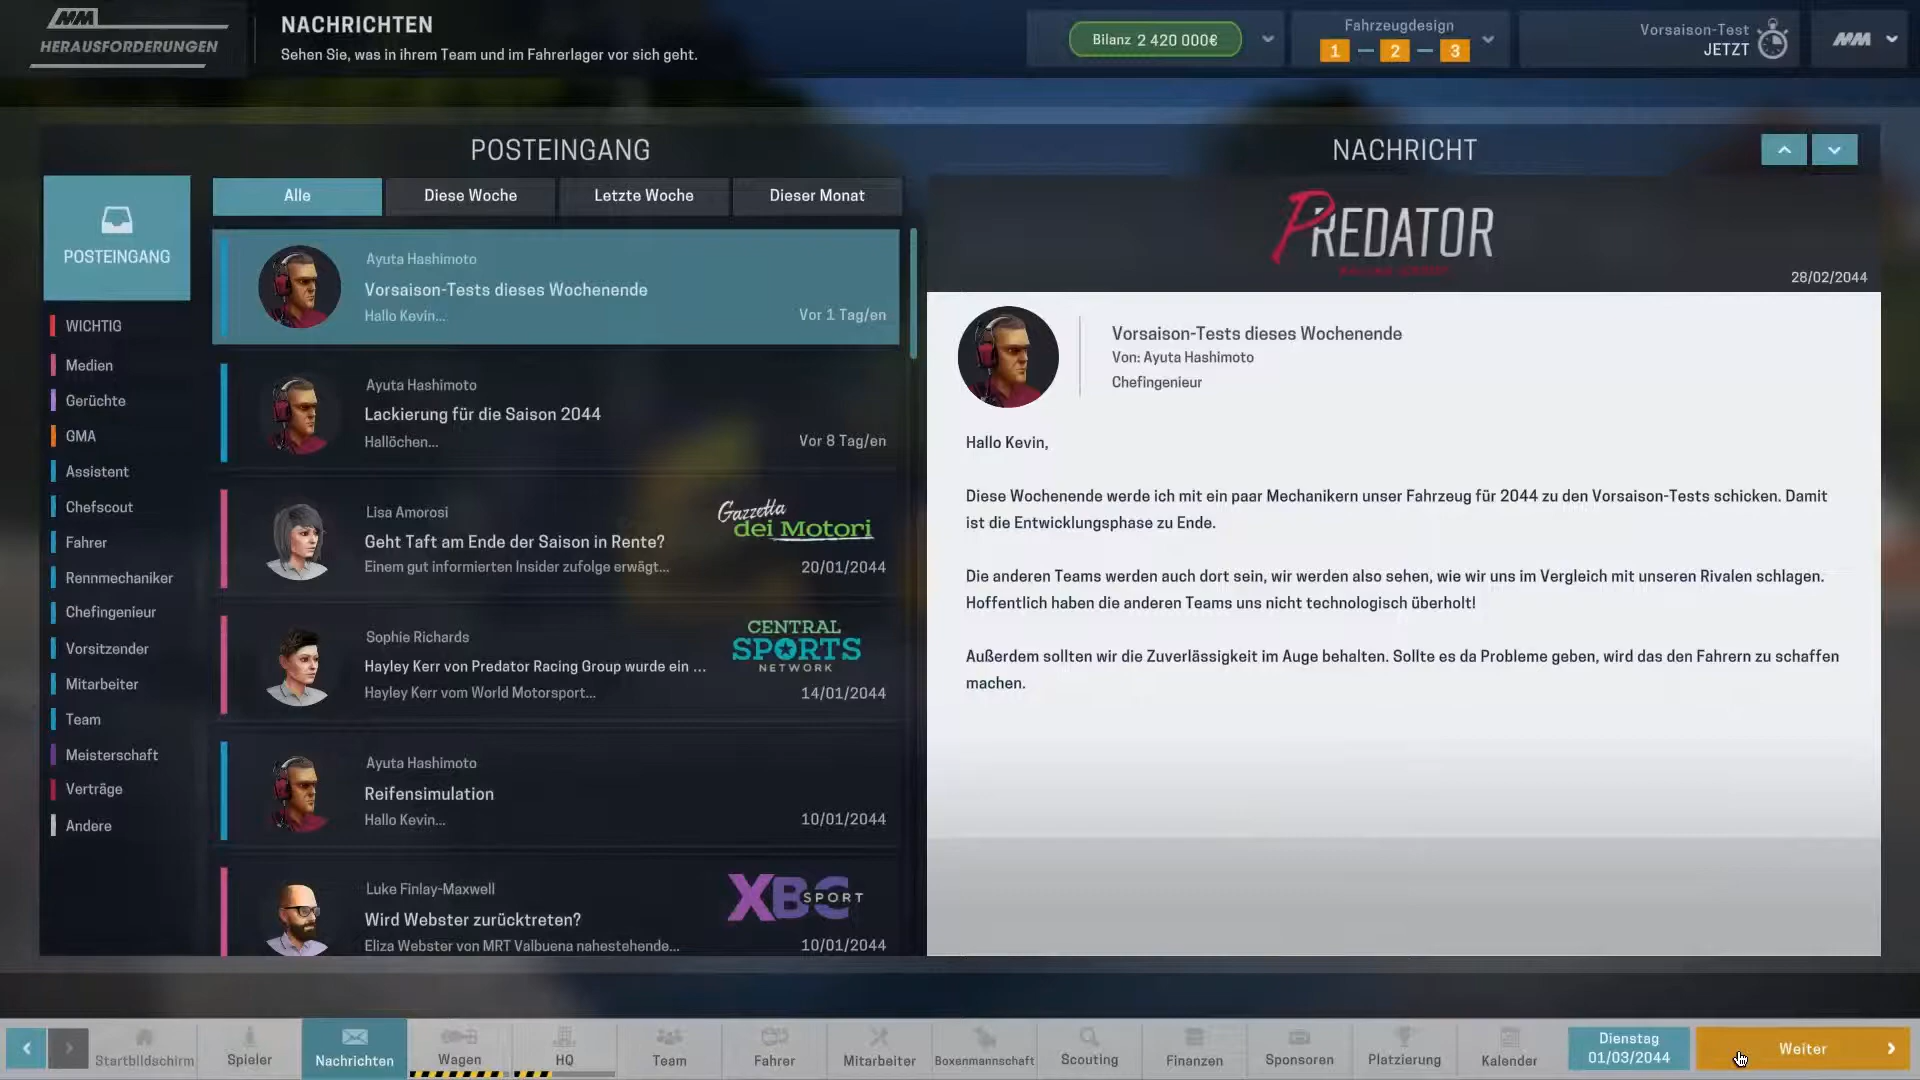 MM
HERAUSFORDERUNGEN
NACHRICHTEN
Sehen Sie, was in ihrem Team und im Fahrerlager vor sich geht.
Bilanz 2 420 000€
Fahrzeugdesign
1 – 2 – 3
Vorsaison-Test
JETZT
MM
POSTEINGANG
NACHRICHT
POSTEINGANG
WICHTIG
Medien
Gerüchte
GMA
Assistent
Chefscout
Fahrer
Rennmechaniker
Chefingenieur
Vorsitzender
Mitarbeiter
Team
Meisterschaft
Verträge
Andere
Alle
Diese Woche
Letzte Woche
Dieser Monat
Ayuta Hashimoto
Vorsaison-Tests dieses Wochenende
Hallo Kevin...
Vor 1 Tag/en
Ayuta Hashimoto
Lackierung für die Saison 2044
Hallöchen...
Vor 8 Tag/en
Lisa Amorosi
Geht Taft am Ende der Saison in Rente?
Einem gut informierten Insider zufolge erwägt...
Gazzetta
dei Motori
20/01/2044
Sophie Richards
Hayley Kerr von Predator Racing Group wurde ein ...
Hayley Kerr vom World Motorsport...
CENTRAL
SPORTS
NETWORK
14/01/2044
Ayuta Hashimoto
Reifensimulation
Hallo Kevin...
10/01/2044
Luke Finlay-Maxwell
Wird Webster zurücktreten?
Eliza Webster von MRT Valbuena nahestehende...
XBC SPORT
10/01/2044
PREDATOR
RACING GROUP
28/02/2044
Vorsaison-Tests dieses Wochenende
Von: Ayuta Hashimoto
Chefingenieur
Hallo Kevin,
Diese Wochenende werde ich mit ein paar Mechanikern unser Fahrzeug für 2044 zu den Vorsaison-Tests schicken. Damit
ist die Entwicklungsphase zu Ende.
Die anderen Teams werden auch dort sein, wir werden also sehen, wie wir uns im Vergleich mit unseren Rivalen schlagen.
Hoffentlich haben die anderen Teams uns nicht technologisch überholt!
Außerdem sollten wir die Zuverlässigkeit im Auge behalten. Sollte es da Probleme geben, wird das den Fahrern zu schaffen
machen.
Startbildschirm
Spieler
Nachrichten
Wagen
HQ
Team
Fahrer
Mitarbeiter
Boxenmannschaft
Scouting
Finanzen
Sponsoren
Platzierung
Kalender
Dienstag
01/03/2044
Weiter